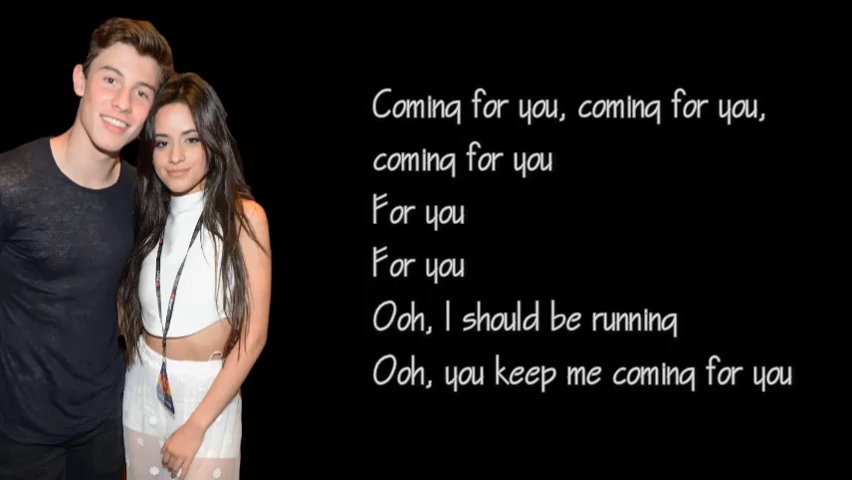 Coming for you, coming for you,
coming for you
For you
For you
Ooh, I should be running
Ooh, you keep me coming for you